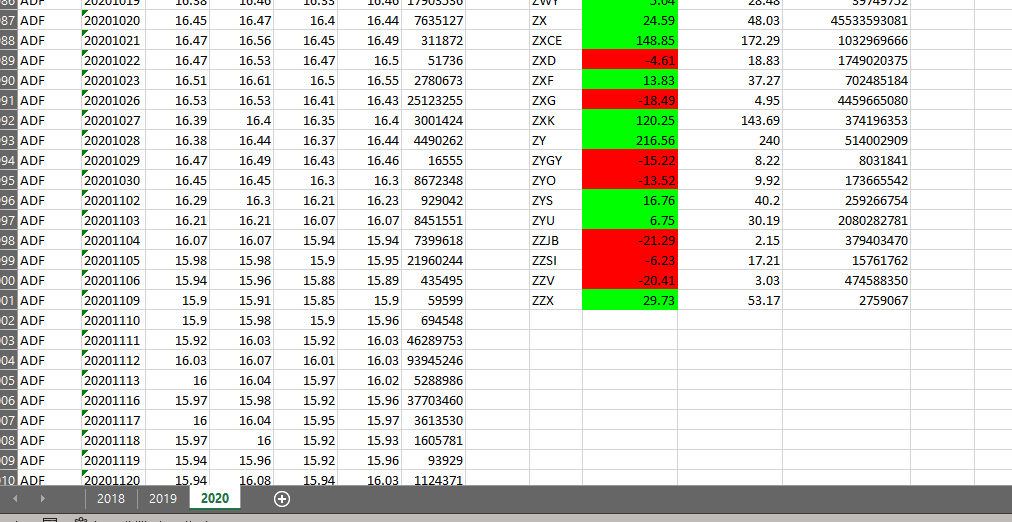 ADF 20201019 16.38 16.46 16.33 16.46 17903536 ZWY 5.04 28.48 39749752
87 ADF 20201020 16.45 16.47 16.4 16.44 7635127 ZX 24.59 48.03 45533593081
88 ADF 20201021 16.47 16.56 16.45 16.49 311872 ZXCE 148.85 172.29 1032969666
89 ADF 20201022 16.47 16.53 16.47 16.5 51736 ZXD -4.61 18.83 1749020375
90 ADF 20201023 16.51 16.61 16.5 16.55 2780673 ZXF 13.83 37.27 702485184
91 ADF 20201026 16.53 16.53 16.41 16.43 25123255 ZXG -18.49 4.95 4459665080
92 ADF 20201027 16.39 16.4 16.35 16.4 3001424 ZXK 120.25 143.69 374196353
93 ADF 20201028 16.38 16.44 16.37 16.44 4490262 ZY 216.56 240 514002909
94 ADF 20201029 16.47 16.49 16.43 16.46 16555 ZYGY -15.22 8.22 8031841
95 ADF 20201030 16.45 16.45 16.3 16.3 8672348 ZYO -13.52 9.92 173665542
96 ADF 20201102 16.29 16.3 16.21 16.23 929042 ZYS 16.76 40.2 259266754
97 ADF 20201103 16.21 16.21 16.07 16.07 8451551 ZYU 6.75 30.19 2080282781
98 ADF 20201104 16.07 16.07 15.94 15.94 7399618 ZZJB -21.29 2.15 379403470
99 ADF 20201105 15.98 15.98 15.9 15.95 21960244 ZZSI -6.23 17.21 15761762
00 ADF 20201106 15.94 15.96 15.88 15.89 435495 ZZV -20.41 3.03 474588350
01 ADF 20201109 15.9 15.91 15.85 15.9 59599 ZZX 29.73 53.17 2759067
02 ADF 20201110 15.9 15.98 15.9 15.96 694548
03 ADF 20201111 15.92 16.03 15.92 16.03 46289753
04 ADF 20201112 16.03 16.07 16.01 16.03 93945246
05 ADF 20201113 16 16.04 15.97 16.02 5288986
06 ADF 20201116 15.97 15.98 15.92 15.96 37703460
07 ADF 20201117 16 16.04 15.95 15.97 3613530
08 ADF 20201118 15.97 16 15.92 15.93 1605781
09 ADF 20201119 15.94 15.96 15.92 15.96 93929
10 ADF 20201120 15.94 16.08 15.94 16.03 1124371
2018 2019 2020